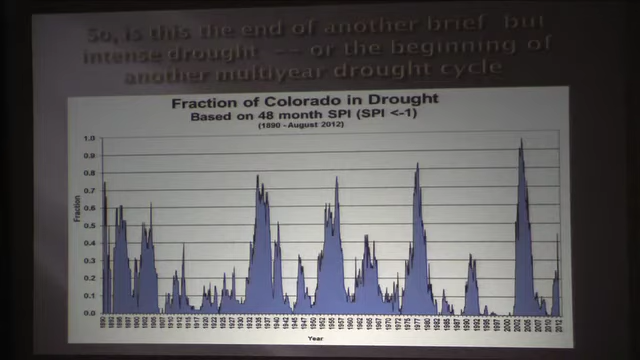 So, is this the end of another brief but
intense drought -- or the beginning of
another multiyear drought cycle
Fraction of Colorado in Drought
Based on 48 month SPI (SPI <-1)
(1890 - August 2012)
1.0
0.9
0.8
0.7
0.6
0.5
0.4
0.3
0.2
0.1
0.0
Fraction
Year